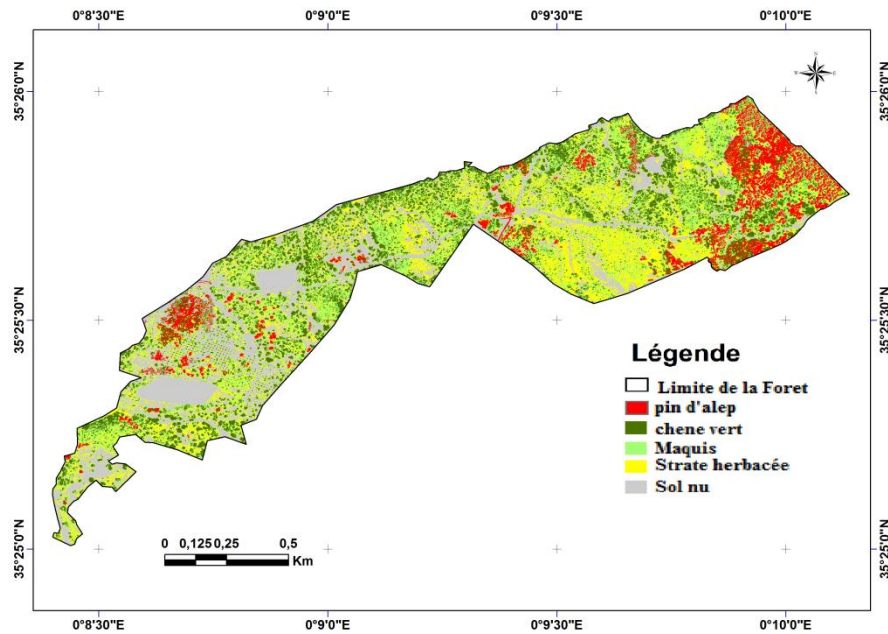 0°8'30"E 0°9'0"E 0°9'30"E 0°10'0"E
N
W E
S
35°26'0"N 35°26'0"N
35°25'30"N 35°25'30"N
35°25'0"N 35°25'0"N
Légende
Limite de la Foret
pin d'alep
chene vert
Maquis
Strate herbacée
Sol nu
0 0,125 0,25 0,5
Km
0°8'30"E 0°9'0"E 0°9'30"E 0°10'0"E